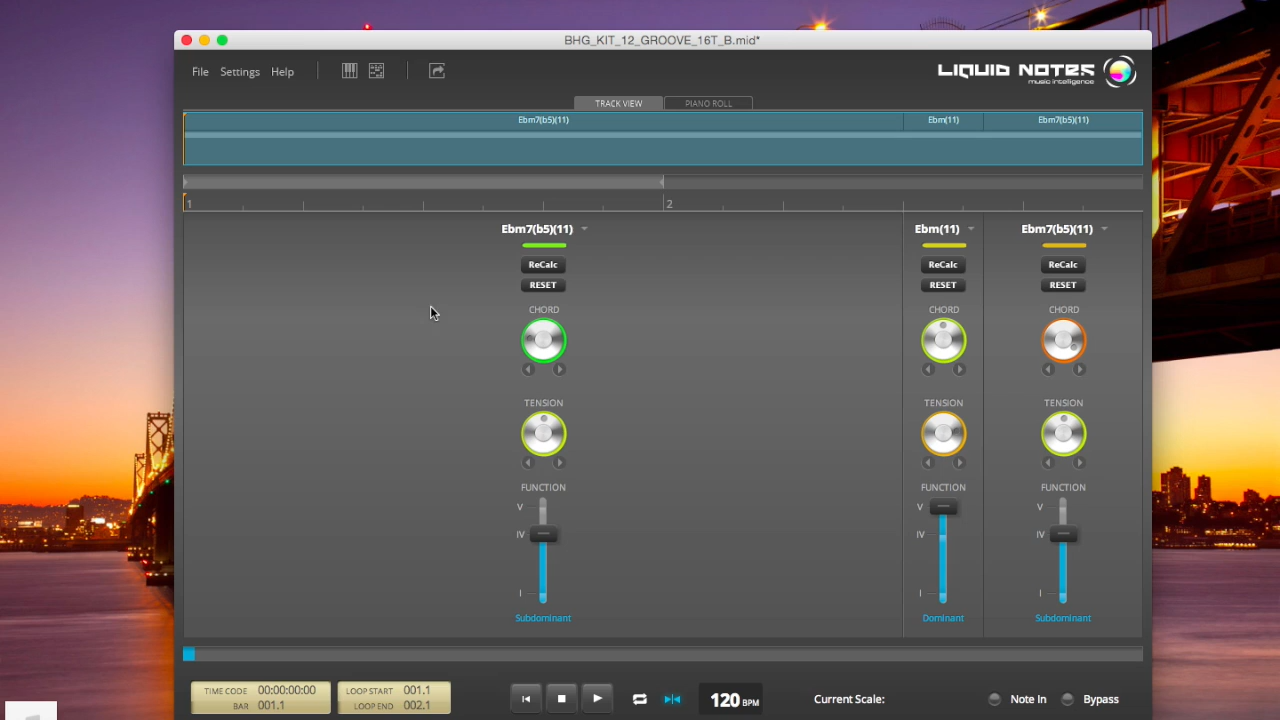 BHG_KIT_12_GROOVE_16T_B.mid*
File Settings Help
LIQUID NOTES
music intelligence
TRACK VIEW PIANO ROLL
Ebm7(b5)(11) Ebm(11) Ebm7(b5)(11)
1 2
Ebm7(b5)(11) Ebm(11) Ebm7(b5)(11)
ReCalc ReCalc ReCalc
RESET RESET RESET
CHORD CHORD CHORD
TENSION TENSION TENSION
FUNCTION FUNCTION FUNCTION
V V V
IV IV IV
I I I
Subdominant Dominant Subdominant
TIME CODE 00:00:00:00 LOOP START 001.1
BAR 001.1 LOOP END 002.1
120 BPM Current Scale: Note In Bypass